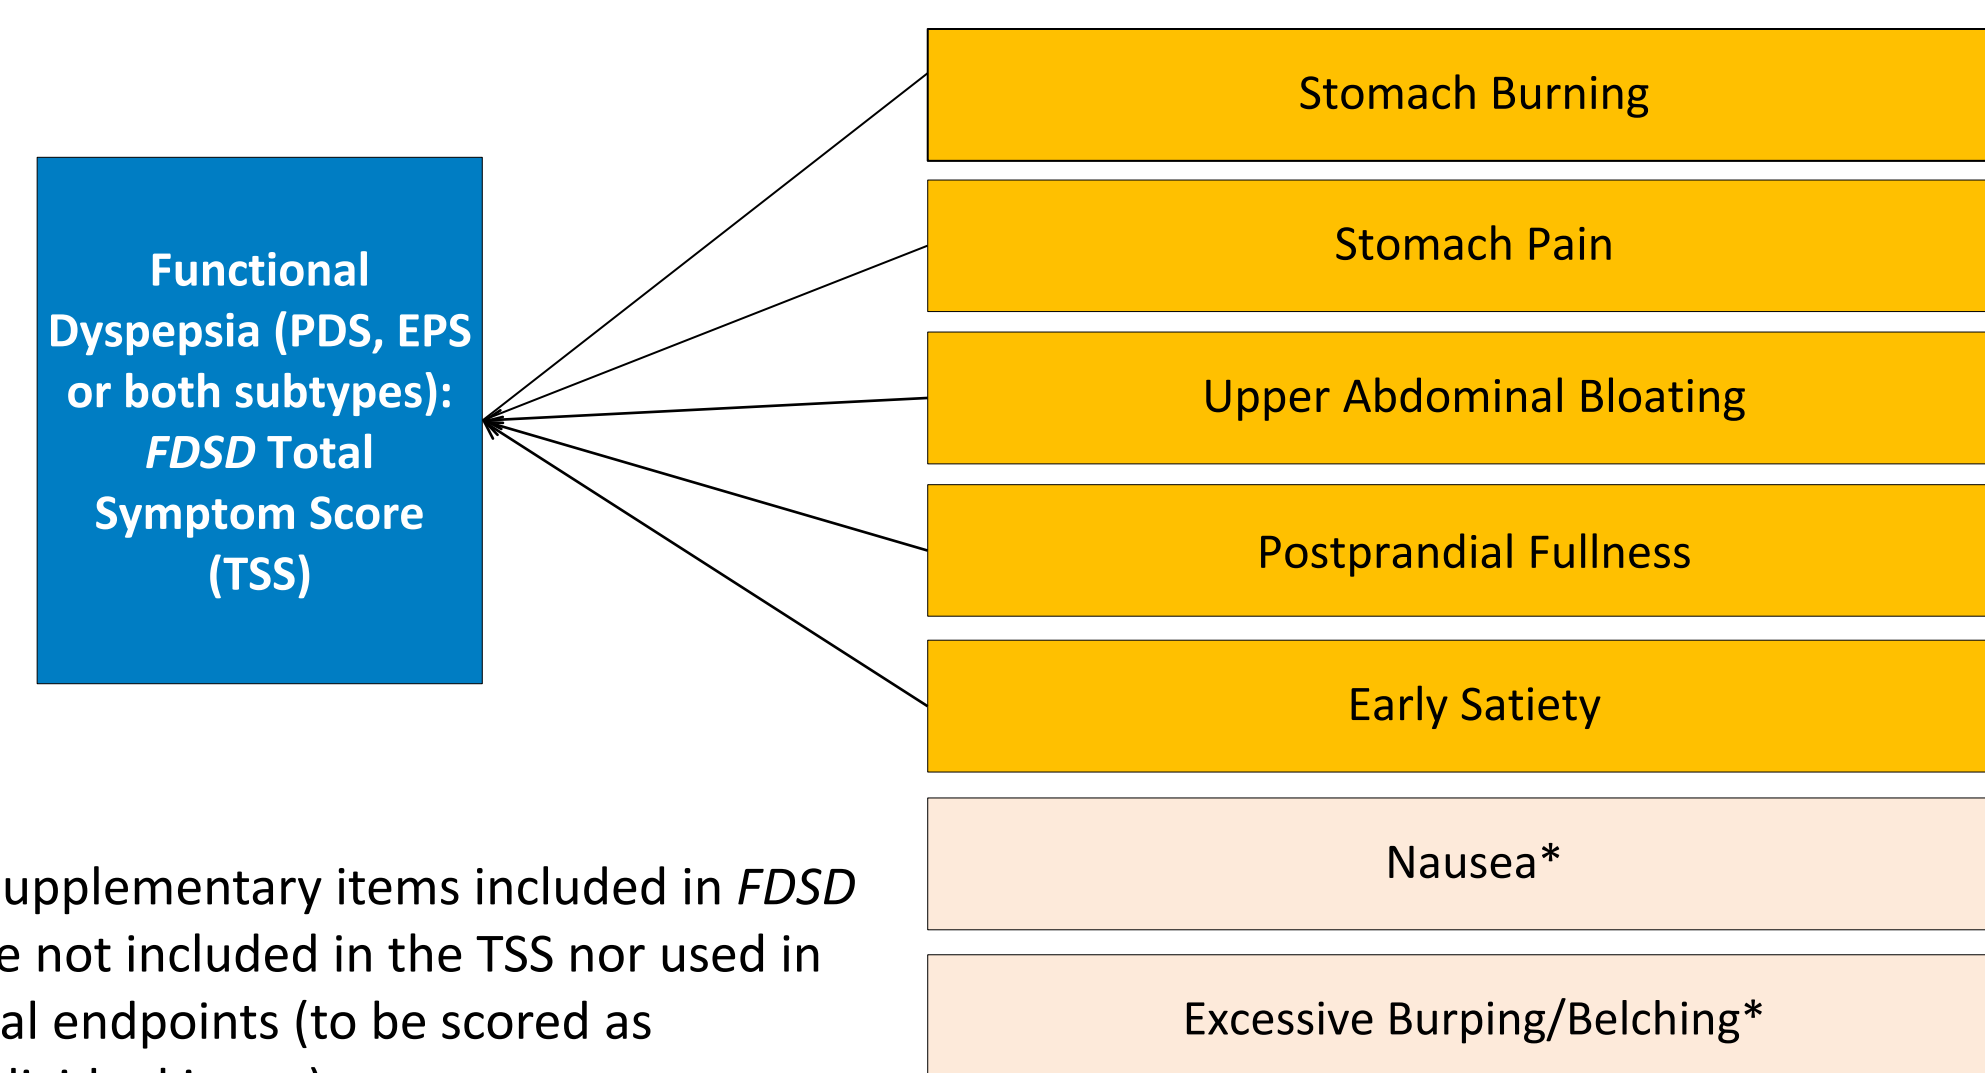 Stomach Burning
Stomach Pain
Functional
Dyspepsia (PDS, EPS
or both subtypes):
FDSD Total
Symptom Score
(TSS)
Upper Abdominal Bloating
Postprandial Fullness
Early Satiety
Nausea*
Excessive Burping/Belching*
upplementary items included in FDSD
e not included in the TSS nor used in
al endpoints (to be scored as